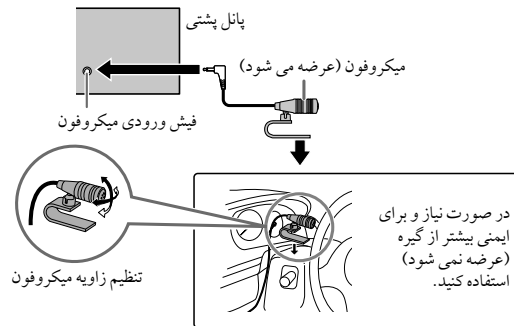 پانل پشتی
میکروفون (عرضه می شود)
فیش ورودی میکروفون
در صورت نیاز و برای
ایمنی بیشتر از گیره
(عرضه نمی شود)
استفاده کنید.
تنظیم زاویه میکروفون